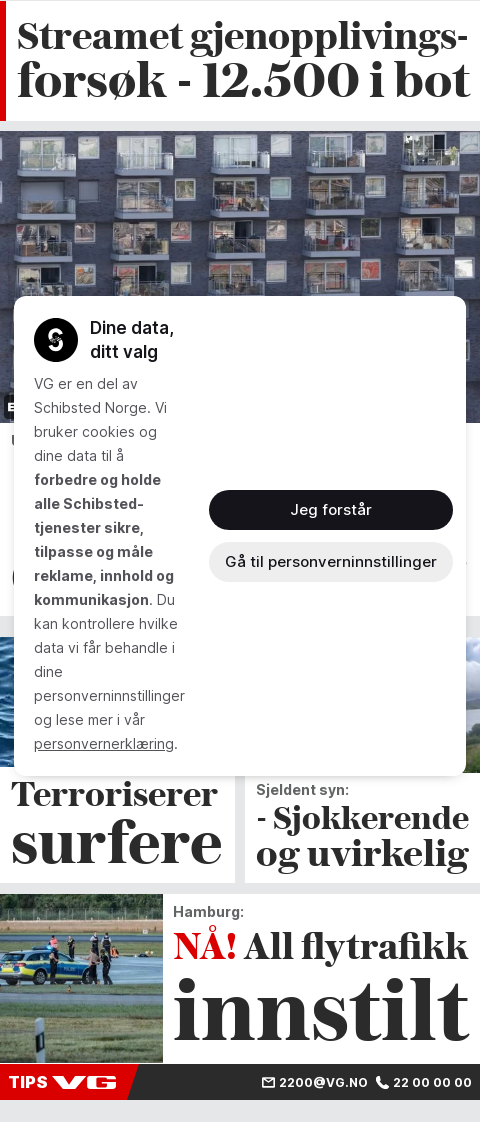 Streamet gjenopplivings-
forsøk - 12.500 i bot
Dine data,
ditt valg
VG er en del av
Schibsted Norge. Vi
bruker cookies og
dine data til å
forbedre og holde
alle Schibsted-
tjenester sikre,
tilpasse og måle
reklame, innhold og
kommunikasjon. Du
kan kontrollere hvilke
data vi får behandle i
dine
personverninnstillinger
og lese mer i vår
personvernerklæring.
Jeg forstår
Gå til personverninnstillinger
Terroriserer
surfere
Sjeldent syn:
- Sjokkerende
og uvirkelig
Hamburg:
NÅ! All flytrafikk
innstilt
TIPS VG
2200@VG.NO 22 00 00 00